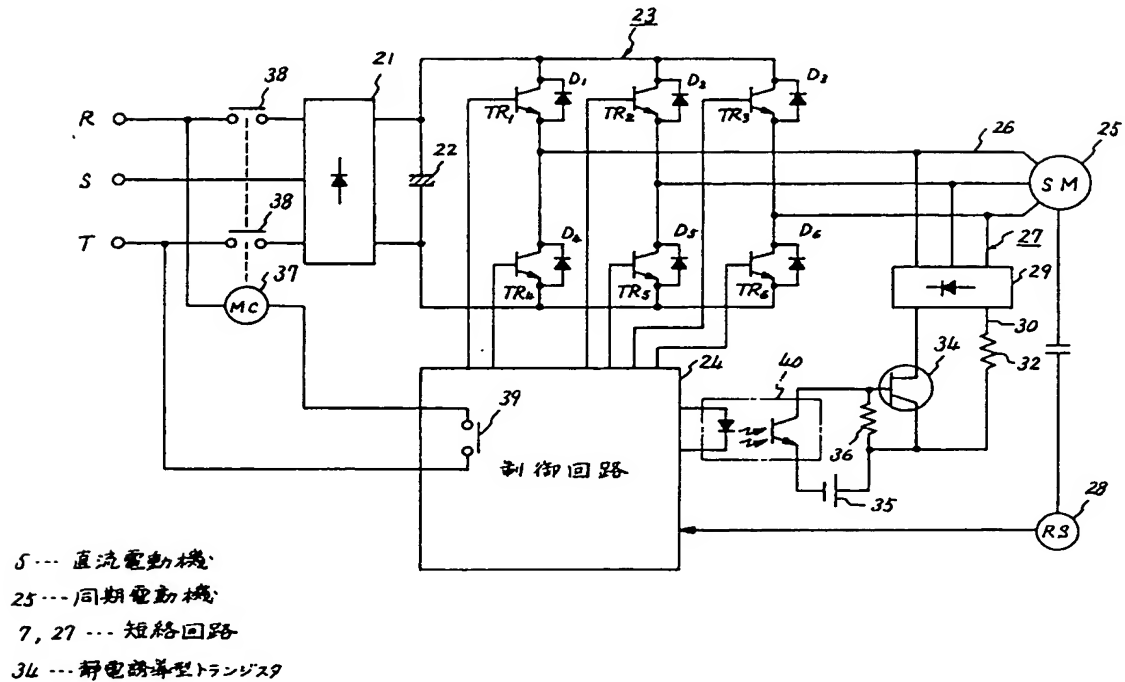 23
21
38
D1
D2
D3
R
TR1
TR2
TR3
26
25
22
S
SM
38
T
D4
D5
D6
27
37
29
MC
TR4
TR5
TR6
30
34
32
24
40
39
36
制御回路
35
28
RS
5… 直流電動機
25…同期電動機
7, 27… 短絡回路
34…静電誘導型トランジスタ